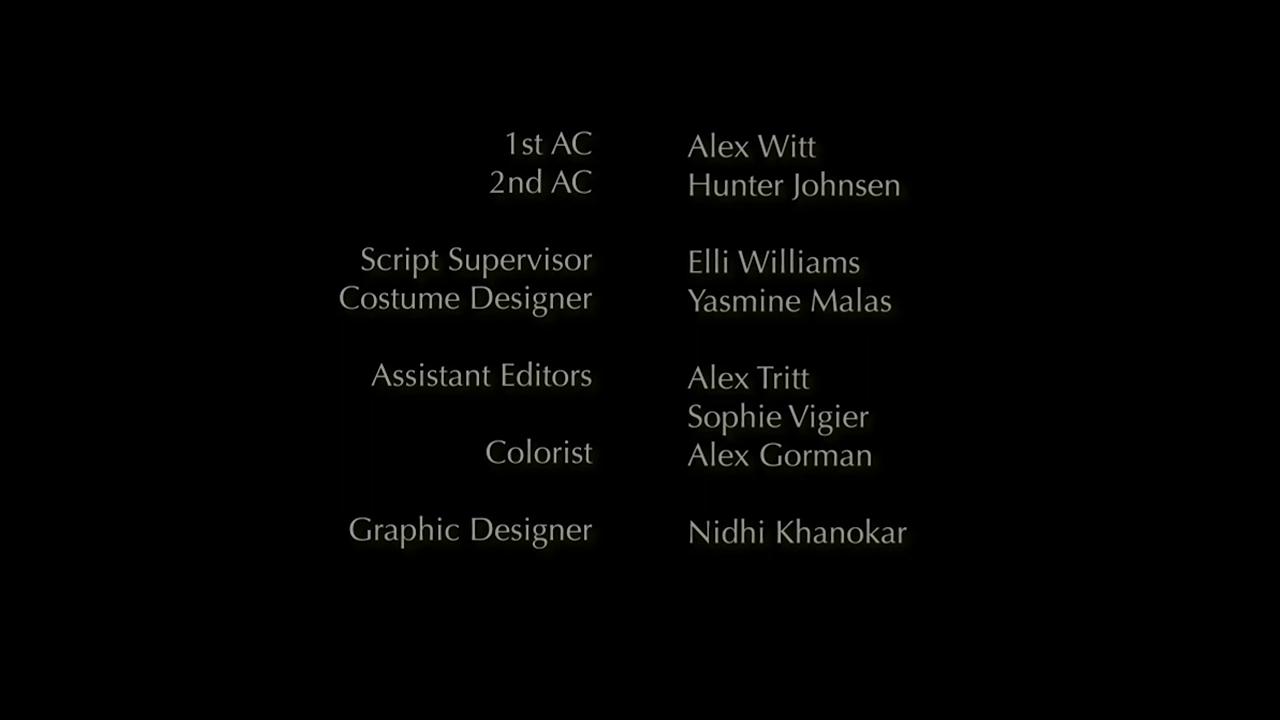 1st AC Alex Witt
2nd AC Hunter Johnsen
Script Supervisor Elli Williams
Costume Designer Yasmine Malas
Assistant Editors Alex Tritt
Sophie Vigier
Colorist Alex Gorman
Graphic Designer Nidhi Khanokar